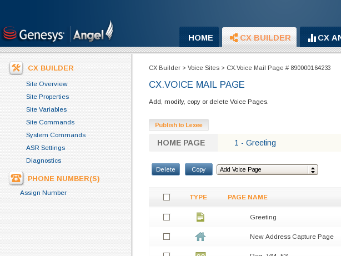 Genesys Angel
HOME CX BUILDER CX AN
CX BUILDER
Site Overview
Site Properties
Site Variables
Site Commands
System Commands
ASR Settings
Diagnostics
PHONE NUMBER(S)
Assign Number
CX Builder > Voice Sites > CX Voice Mail Page # 890000164233
CX.VOICE MAIL PAGE
Add, modify, copy or delete Voice Pages.
Publish to Lexee
HOME PAGE 1 - Greeting
Delete Copy Add Voice Page
TYPE PAGE NAME
Greeting
New Address Capture Page